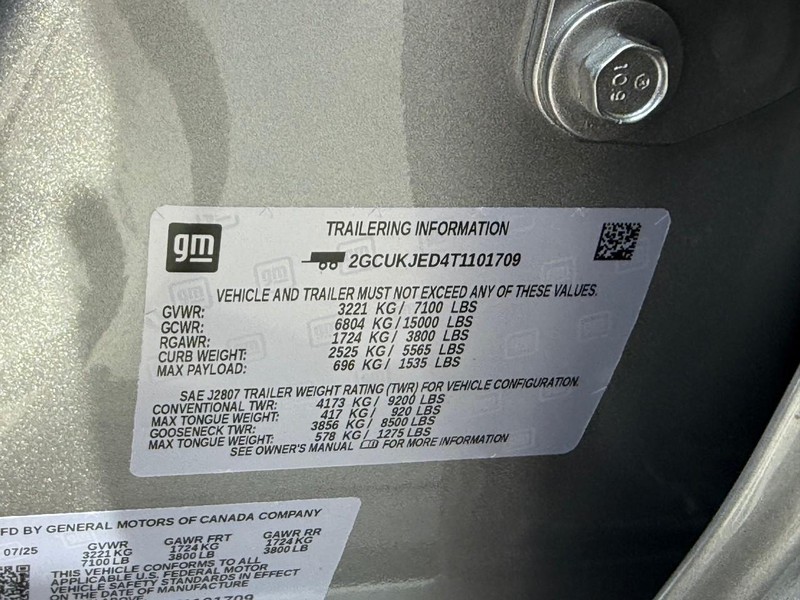 10.9
gm
TRAILERING INFORMATION
2GCUKJED4T1101709
VEHICLE AND TRAILER MUST NOT EXCEED ANY OF THESE VALUES.
GVWR: 3221 KG / 7100 LBS
GCWR: 6804 KG / 15000 LBS
RGAWR: 1724 KG / 3800 LBS
CURB WEIGHT: 2525 KG / 5565 LBS
MAX PAYLOAD: 696 KG / 1535 LBS
SAE J2807 TRAILER WEIGHT RATING (TWR) FOR VEHICLE CONFIGURATION.
CONVENTIONAL TWR: 4173 KG / 9200 LBS
MAX TONGUE WEIGHT: 417 KG / 920 LBS
GOOSENECK TWR: 3856 KG / 8500 LBS
MAX TONGUE WEIGHT: 578 KG / 1275 LBS
SEE OWNER'S MANUAL FOR MORE INFORMATION
MFD BY GENERAL MOTORS OF CANADA COMPANY
07/25 GVWR GAWR FRT GAWR RR
3221 KG 1724 KG 1724 KG
7100 LB 3800 LB 3800 LB
THIS VEHICLE CONFORMS TO ALL
APPLICABLE U.S. FEDERAL MOTOR
VEHICLE SAFETY STANDARDS IN EFFECT
ON THE DATE OF MANUFACTURE